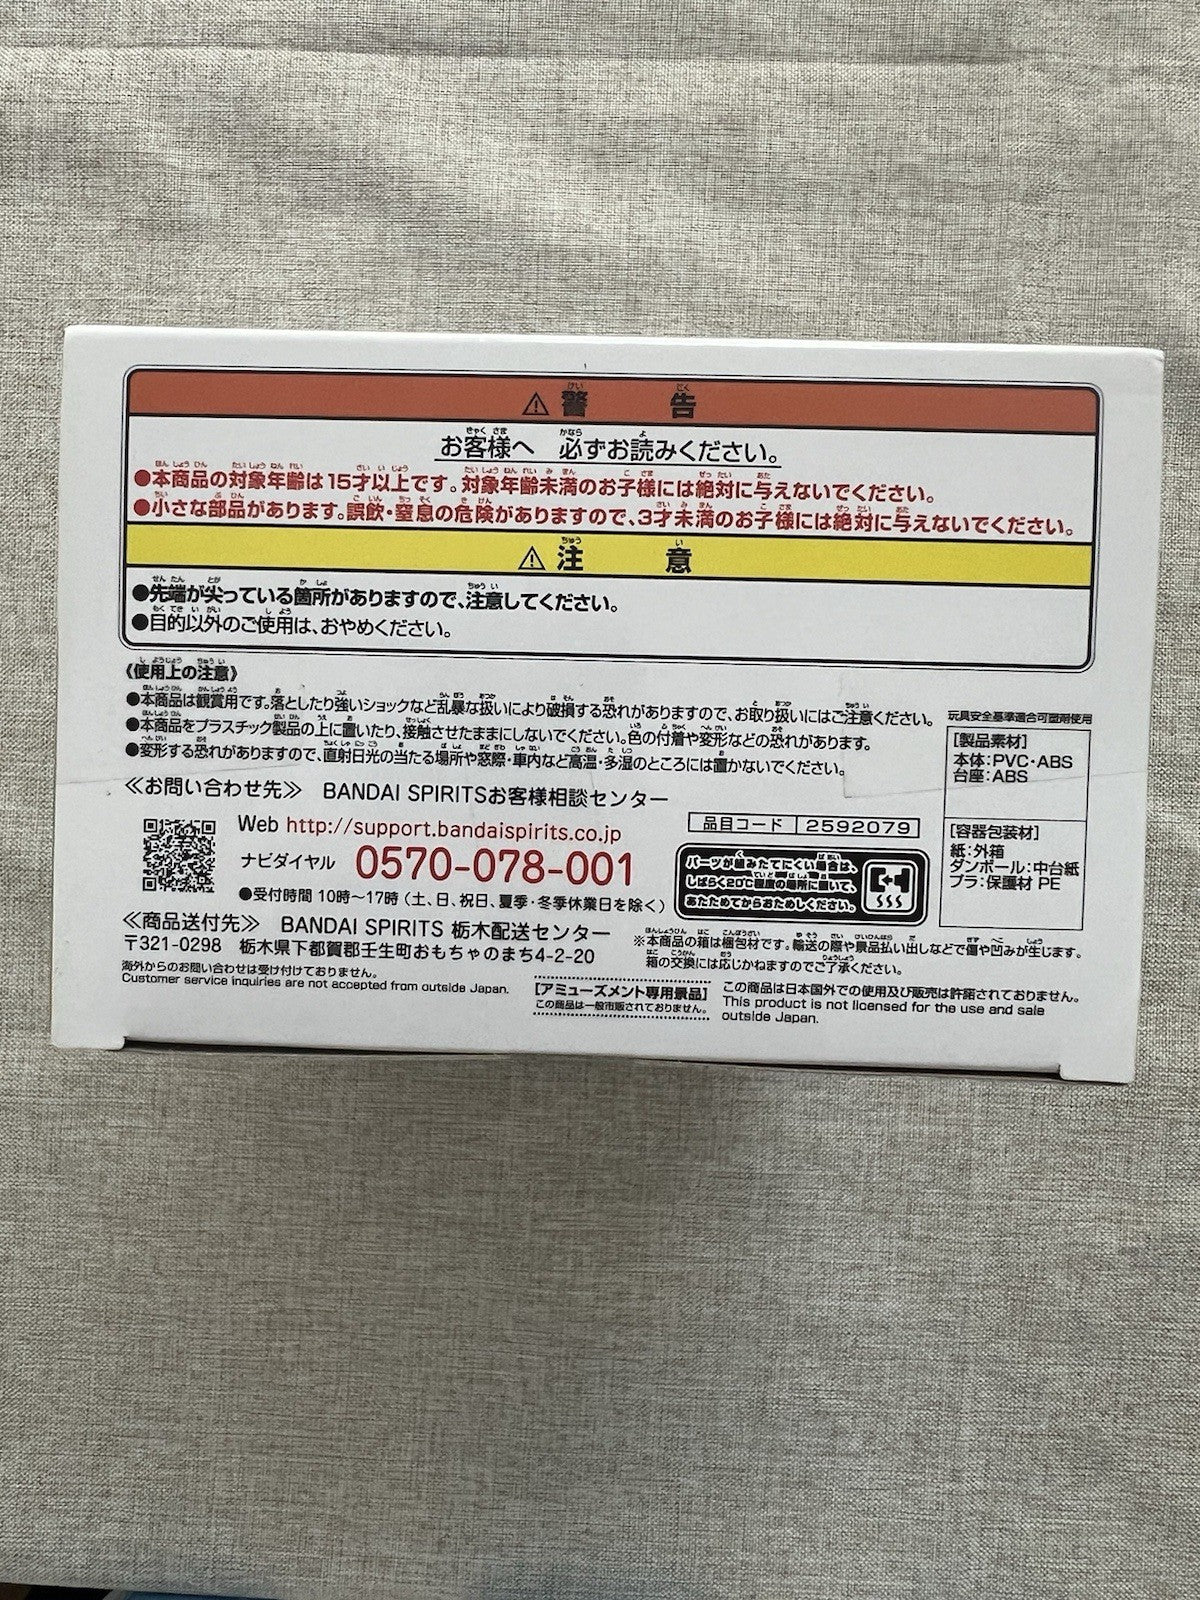 ⚠警告
お客様へ 必ずお読みください。
●本商品の対象年齢は15才以上です。対象年齢未満のお子様には絶対に与えないでください。
●小さな部品があります。誤飲・窒息の危険がありますので、3才未満のお子様には絶対に与えないでください。
⚠注意
●先端が尖っている箇所がありますので、注意してください。
●目的以外のご使用は、おやめください。
《使用上の注意》
●本商品は観賞用です。落としたり強いショックなど乱暴な扱いにより破損する恐れがありますので、お取り扱いにはご注意ください。
●本商品をプラスチック製品の上に置いたり、接触させたままにしないでください。色の付着や変形などの恐れがあります。
●変形する恐れがありますので、直射日光の当たる場所や窓際・車内など高温・多湿のところには置かないでください。
玩具安全基準適合可塑剤使用
[製品素材]
本体:PVC・ABS
台座:ABS
[容器包装材]
紙:外箱
ダンボール:中台紙
プラ:保護材 PE
≪お問い合わせ先≫ BANDAI SPIRITSお客様相談センター
Web http://support.bandaispirits.co.jp
ナビダイヤル 0570-078-001
●受付時間 10時〜17時(土、日、祝日、夏季・冬季休業日を除く)
品目コード 2592079
パーツが組みたてにくい場合は、
しばらく20℃程度の場所に置いて、
あたためてからおためしください。
≪商品送付先≫ BANDAI SPIRITS 栃木配送センター
〒321-0298 栃木県下都賀郡壬生町おもちゃのまち4-2-20
※本商品の箱は梱包材です。輸送の際や景品払い出しなどで傷や凹みが生じます。
箱の交換には応じかねますのでご了承ください。
海外からのお問い合わせは受け付けておりません。
Customer service inquiries are not accepted from outside Japan.
[アミューズメント専用景品]
この商品は一般市販されておりません。
この商品は日本国外での使用及び販売は許諾されておりません。
This product is not licensed for the use and sale
outside Japan.